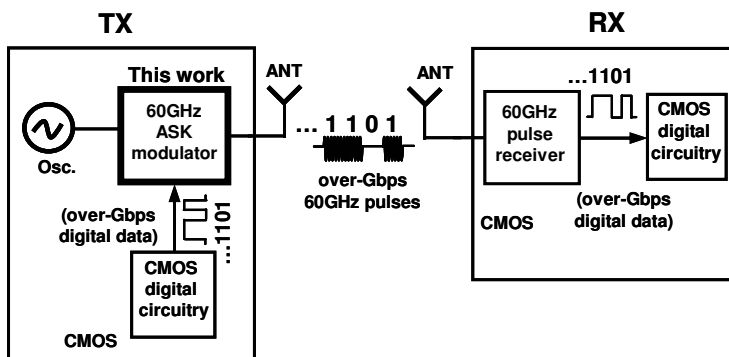 TX
RX
This work
60GHz
ASK
modulator
Osc.
ANT
... 1 1 0 1
over-Gbps
60GHz pulses
(over-Gbps
digital data)
...1101
CMOS
digital
circuitry
CMOS
ANT
60GHz
pulse
receiver
...1101
CMOS
digital
circuitry
(over-Gbps
digital data)
CMOS